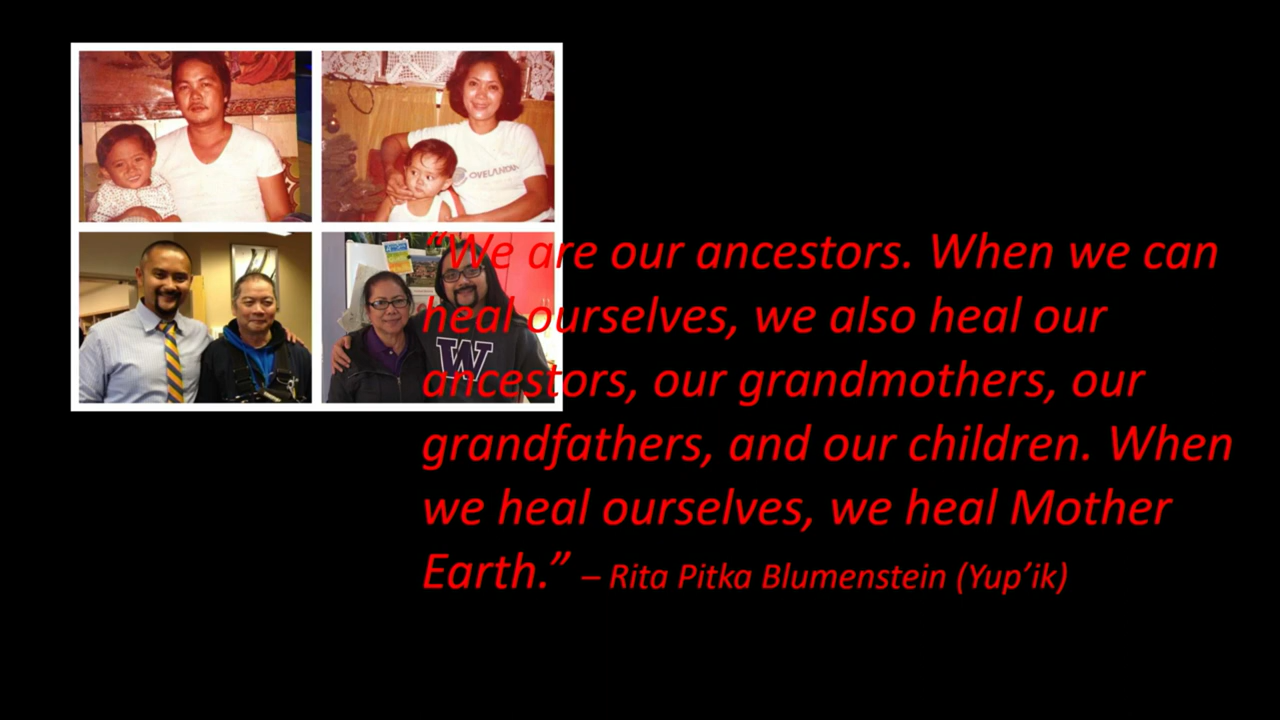 OVELAND
"We are our ancestors. When we can
heal ourselves, we also heal our
ancestors, our grandmothers, our
grandfathers, and our children. When
we heal ourselves, we heal Mother
Earth." – Rita Pitka Blumenstein (Yup'ik)
W